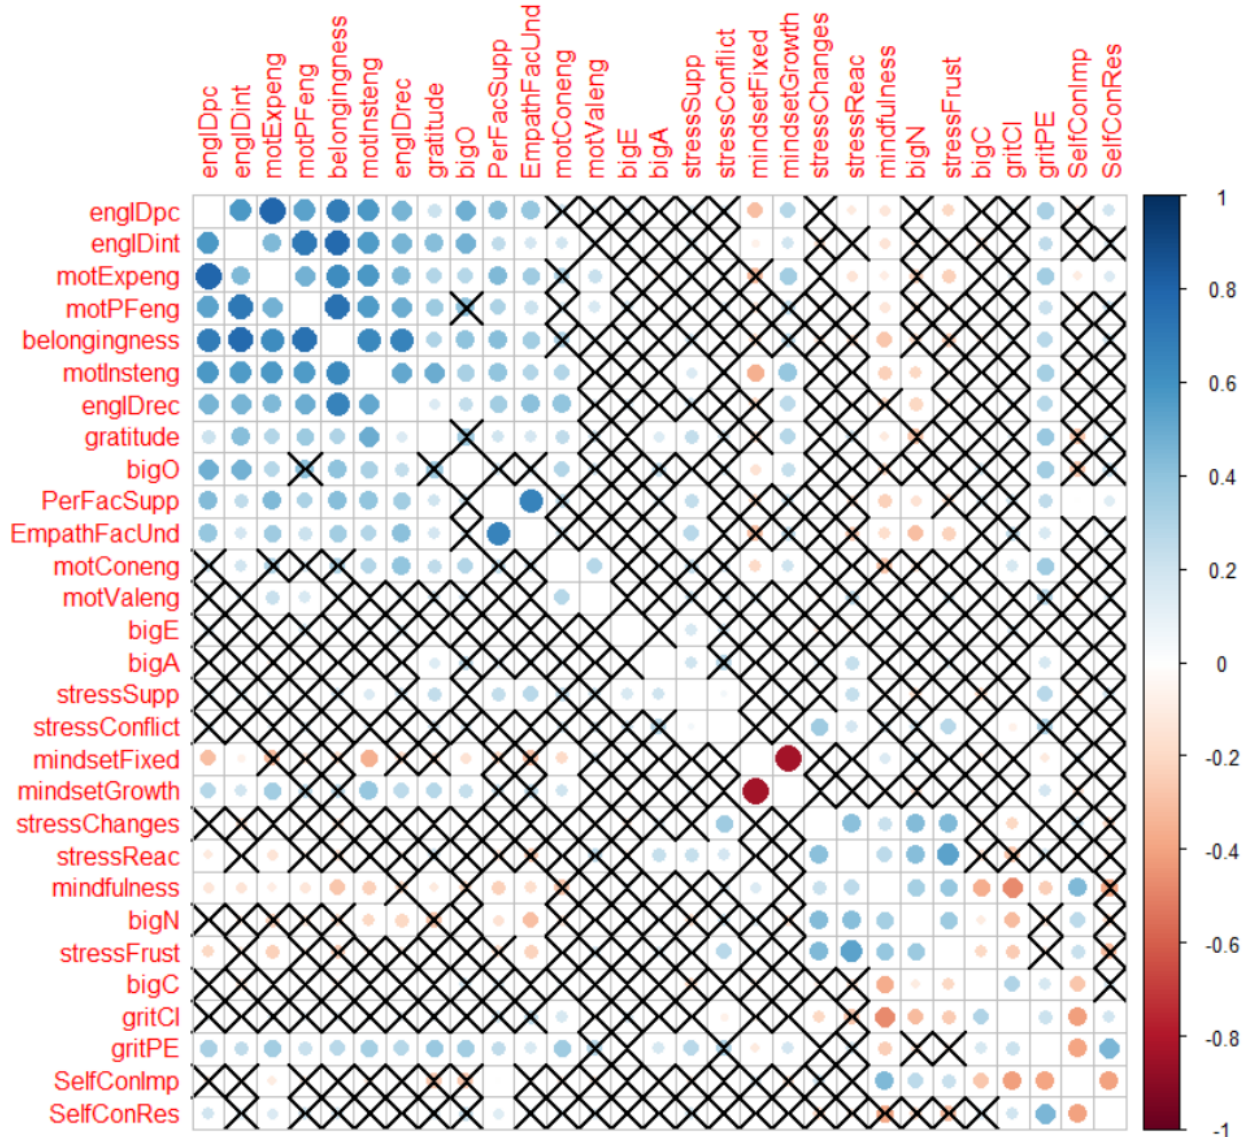 englDpc
englDint
motExpeng
motPFeng
belongingness
motInsteng
englDrec
gratitude
bigO
PerFacSupp
EmpathFacUnd
motConeng
motValeng
bigE
bigA
stressSupp
stressConflict
mindsetFixed
mindsetGrowth
stressChanges
stressReac
mindfulness
bigN
stressFrust
bigC
gritCI
gritPE
SelfConImp
SelfConRes
englDpc
englDint
motExpeng
motPFeng
belongingness
motInsteng
englDrec
gratitude
bigO
PerFacSupp
EmpathFacUnd
motConeng
motValeng
bigE
bigA
stressSupp
stressConflict
mindsetFixed
mindsetGrowth
stressChanges
stressReac
mindfulness
bigN
stressFrust
bigC
gritCI
gritPE
SelfConImp
SelfConRes
1
0.8
0.6
0.4
0.2
0
-0.2
-0.4
-0.6
-0.8
-1